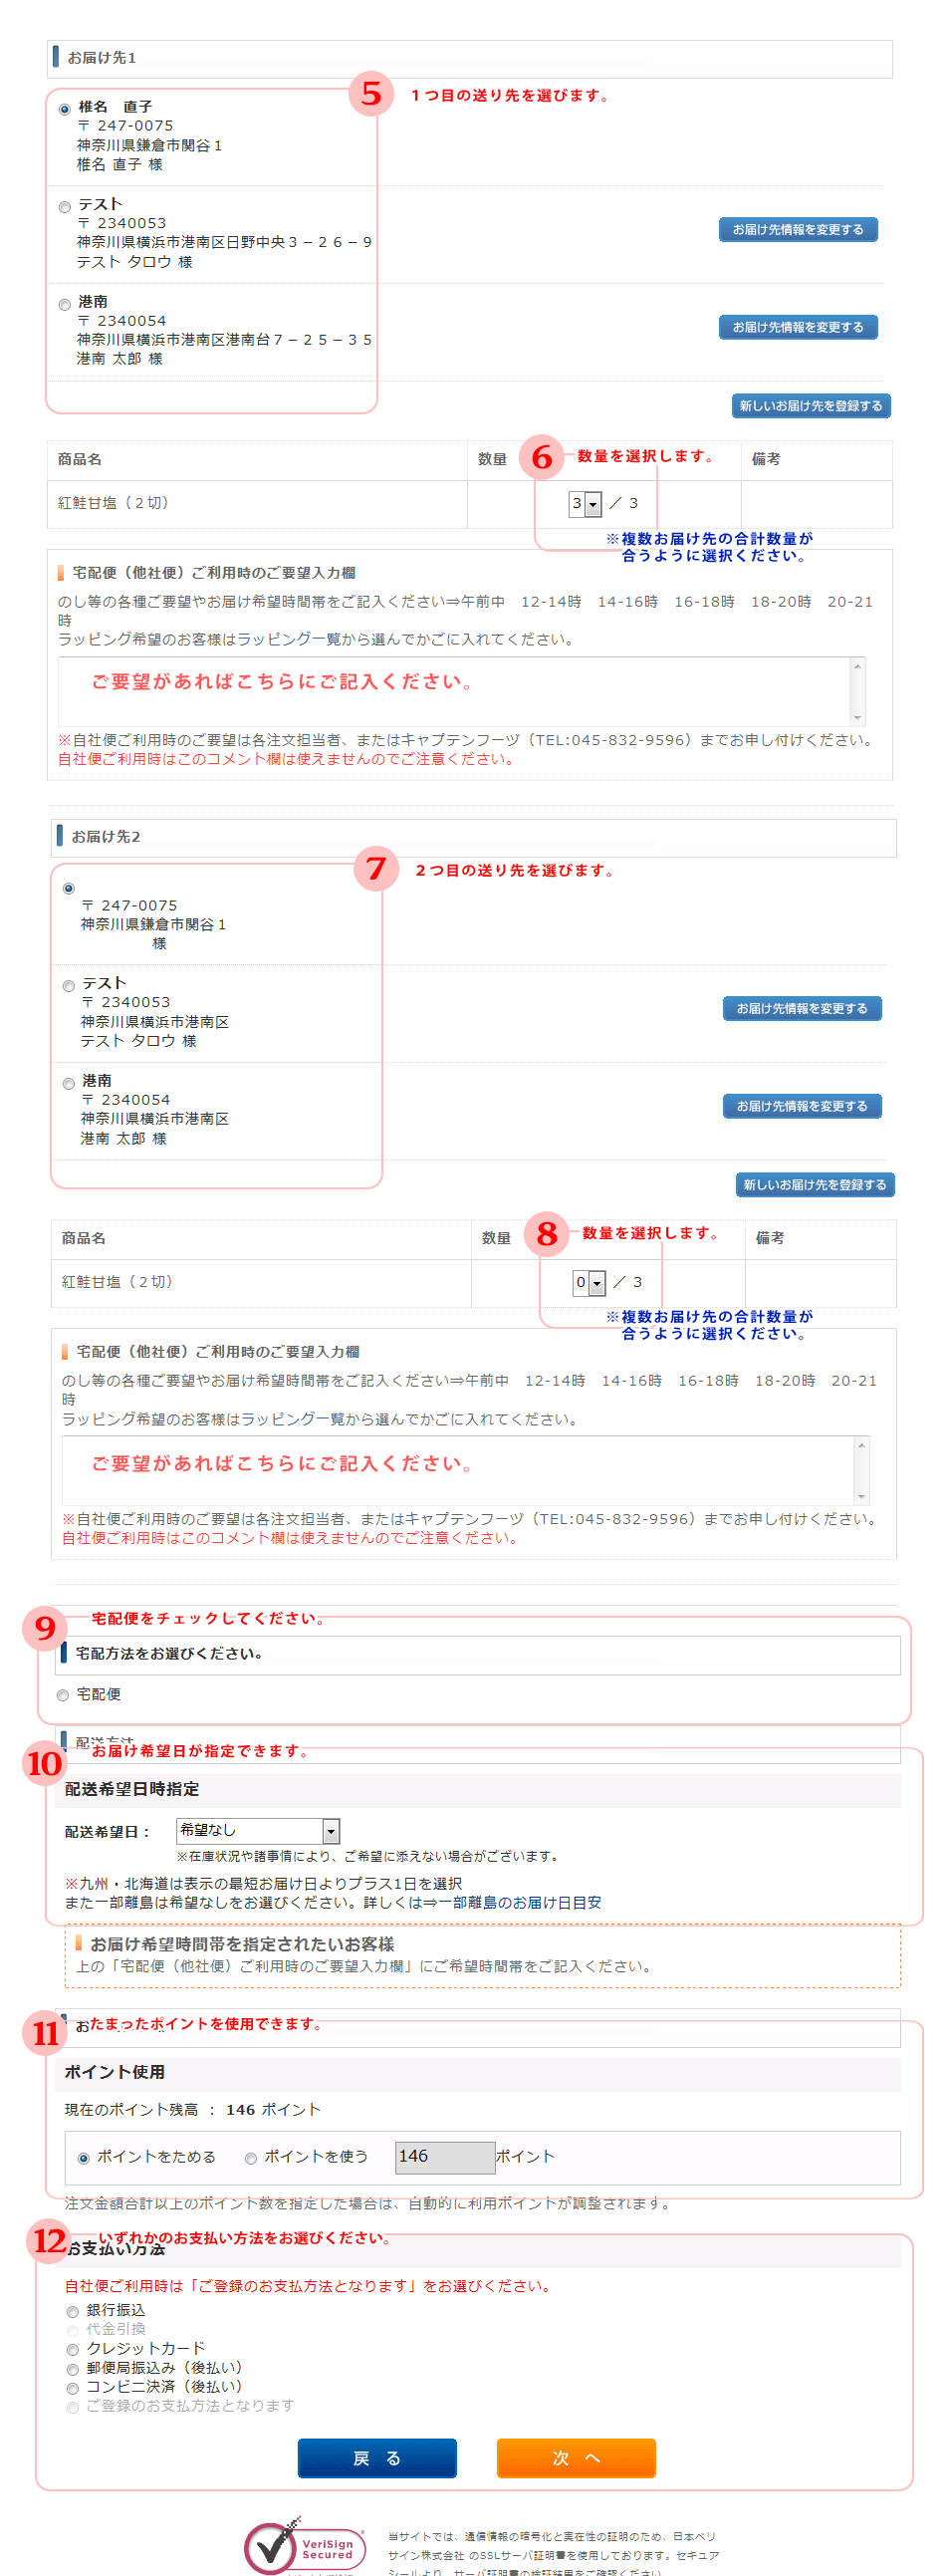 お届け先1
5
1つ目の送り先を選びます。
椎名　直子
〒 247-0075
神奈川県鎌倉市関谷１
椎名 直子 様
テスト
〒 2340053
神奈川県横浜市港南区日野中央３－２６－９
テスト タロウ 様
お届け先情報を変更する
港南
〒 2340054
神奈川県横浜市港南区港南台７－２５－３５
港南 太郎 様
お届け先情報を変更する
新しいお届け先を登録する
商品名 数量 備考
6
数量を選択します。
紅鮭甘塩（２切） 3 ／ 3
※複数お届け先の合計数量が
合うように選択ください。
宅配便（他社便）ご利用時のご要望入力欄
のし等の各種ご要望やお届け希望時間帯をご記入ください⇒午前中　12-14時　14-16時　16-18時　18-20時　20-21
時
ラッピング希望のお客様はラッピング一覧から選んでかごに入れてください。
ご要望があればこちらにご記入ください。
※自社便ご利用時のご要望は各注文担当者、またはキャプテンフーヅ（TEL:045-832-9596）までお申し付けください。
自社便ご利用時はこのコメント欄は使えませんのでご注意ください。
お届け先2
7
２つ目の送り先を選びます。
〒 247-0075
神奈川県鎌倉市関谷１
様
テスト
〒 2340053
神奈川県横浜市港南区
テスト タロウ 様
お届け先情報を変更する
港南
〒 2340054
神奈川県横浜市港南区
港南 太郎 様
お届け先情報を変更する
新しいお届け先を登録する
商品名 数量 備考
8
数量を選択します。
紅鮭甘塩（２切） 0 ／ 3
※複数お届け先の合計数量が
合うように選択ください。
宅配便（他社便）ご利用時のご要望入力欄
のし等の各種ご要望やお届け希望時間帯をご記入ください⇒午前中　12-14時　14-16時　16-18時　18-20時　20-21
時
ラッピング希望のお客様はラッピング一覧から選んでかごに入れてください。
ご要望があればこちらにご記入ください。
※自社便ご利用時のご要望は各注文担当者、またはキャプテンフーヅ（TEL:045-832-9596）までお申し付けください。
自社便ご利用時はこのコメント欄は使えませんのでご注意ください。
9
宅配便をチェックしてください。
宅配方法をお選びください。
宅配便
配送方法
10
お届け希望日が指定できます。
配送希望日時指定
配送希望日： 希望なし
※在庫状況や諸事情により、ご希望に添えない場合がございます。
※九州・北海道は表示の最短お届け日よりプラス1日を選択
また一部離島は希望なしをお選びください。詳しくは⇒一部離島のお届け日目安
お届け希望時間帯を指定されたいお客様
上の「宅配便（他社便）ご利用時のご要望入力欄」にご希望時間帯をご記入ください。
11
たまったポイントを使用できます。
お
ポイント使用
現在のポイント残高 ： 146 ポイント
ポイントをためる ポイントを使う 146 ポイント
注文金額合計以上のポイント数を指定した場合は、自動的に利用ポイントが調整されます。
12
いずれかのお支払い方法をお選びください。
お支払い方法
自社便ご利用時は「ご登録のお支払方法となります」をお選びください。
銀行振込
代金引換
クレジットカード
郵便局振込み（後払い）
コンビニ決済（後払い）
ご登録のお支払方法となります
戻 る
次 へ
VeriSign
Secured
当サイトでは、通信情報の暗号化と実在性の証明のため、日本ベリ
サイン株式会社 のSSLサーバ証明書を使用しております。セキュア
シールより、サーバ証明書の検証結果をご確認ください。